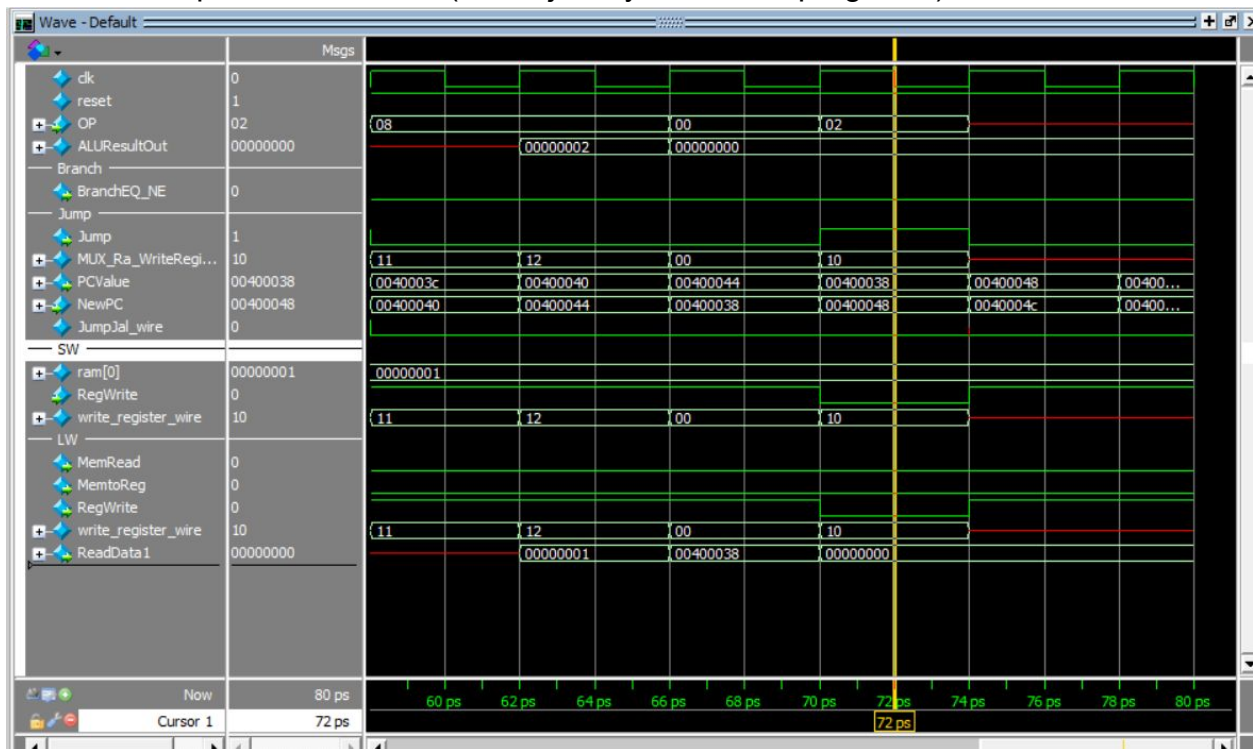 Wave - Default
Msgs
clk 0
reset 1
OP 02 08 00 02
ALUResultOut 00000000 00000002 00000000
Branch
BranchEQ_NE 0
Jump
Jump 1
MUX_Ra_WriteRegi... 10 11 12 00 10
PCValue 00400038 0040003c 00400040 00400044 00400038 00400048 00400...
NewPC 00400048 00400040 00400044 00400038 00400048 0040004c 00400...
JumpJal_wire 0
SW
ram[0] 00000001 00000001
RegWrite 0
write_register_wire 10 11 12 00 10
LW
MemRead 0
MemtoReg 0
RegWrite 0
write_register_wire 10 11 12 00 10
ReadData1 00000000 00000001 00400038 00000000
Now 80 ps 60 ps 62 ps 64 ps 66 ps 68 ps 70 ps 72 ps 74 ps 76 ps 78 ps 80 ps
Cursor 1 72 ps 72 ps